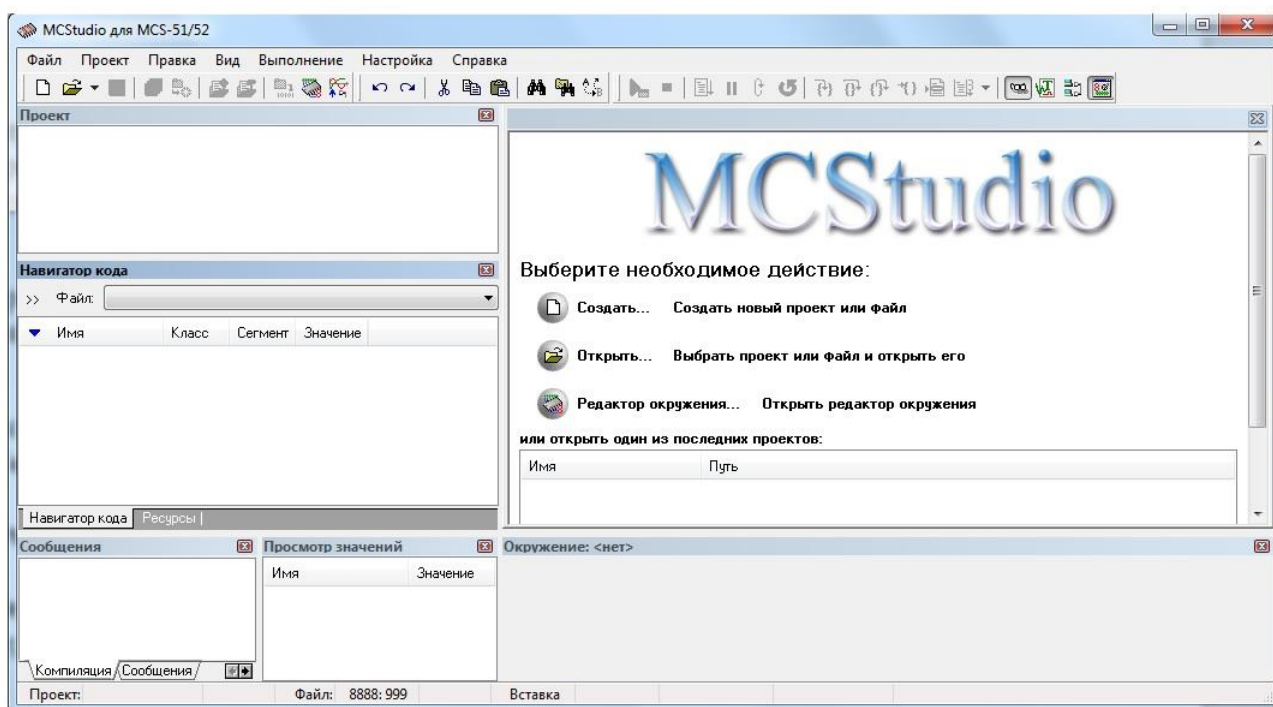 MCStudio для MCS-51/52
Файл Проект Правка Вид Выполнение Настройка Справка
Проект
MCStudio
Выберите необходимое действие:
Создать... Создать новый проект или файл
Открыть... Выбрать проект или файл и открыть его
Редактор окружения... Открыть редактор окружения
или открыть один из последних проектов:
Имя Путь
Навигатор кода
>> Файл:
Имя Класс Сегмент Значение
Навигатор кода Ресурсы
Сообщения
Компиляция Сообщения
Просмотр значений
Имя Значение
Окружение: <нет>
Проект: Файл: 8888: 999 Вставка